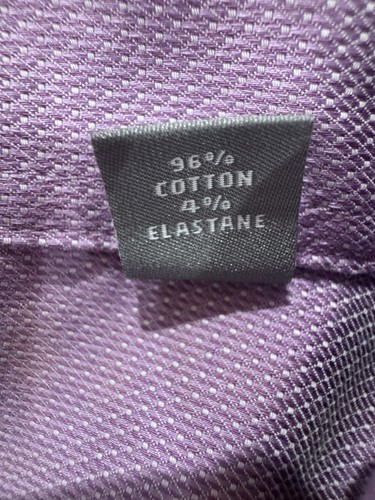 96%
COTTON
4%
ELASTANE